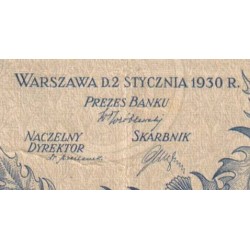 WARSZAWA D. 2 STYCZNIA 1930 R.
PREZES BANKU
NACZELNY SKARBNIK
DYREKTOR